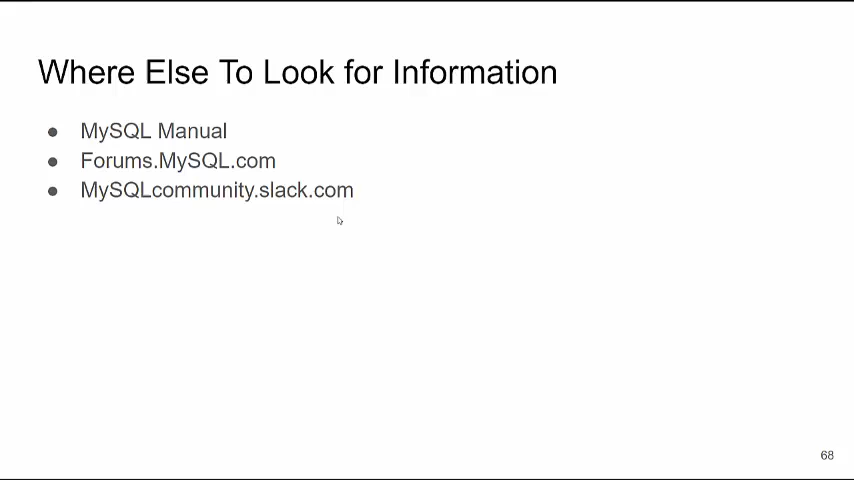 Where Else To Look for Information
● MySQL Manual
● Forums.MySQL.com
● MySQLcommunity.slack.com
68